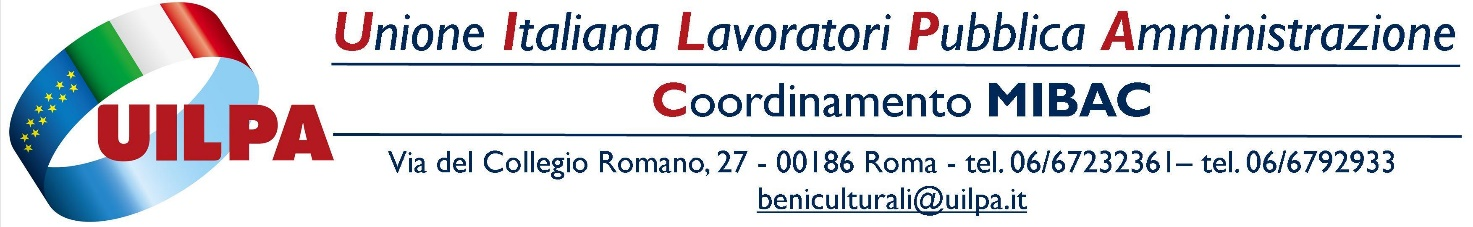 UILPA
Unione Italiana Lavoratori Pubblica Amministrazione
Coordinamento MIBAC
Via del Collegio Romano, 27 - 00186 Roma - tel. 06/67232361– tel. 06/6792933
beniculturali@uilpa.it